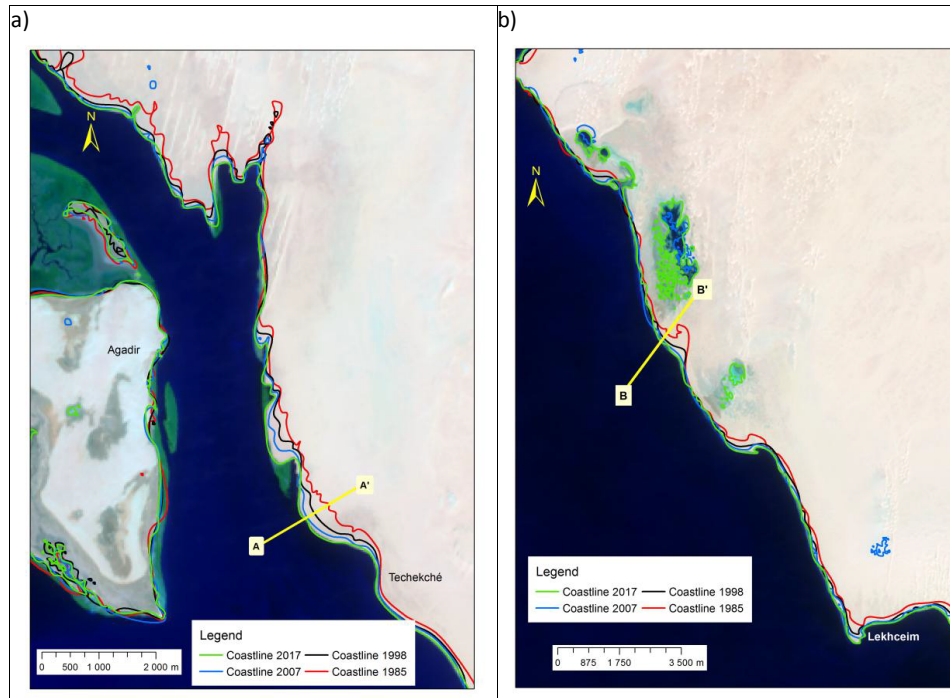 a)
N
Agadir
A'
A
Techekché
Legend
Coastline 2017 Coastline 1998
Coastline 2007 Coastline 1985
0 500 1 000 2 000 m
b)
N
B'
B
Legend
Coastline 2017 Coastline 1998
Coastline 2007 Coastline 1985
Lekhceim
0 875 1 750 3 500 m